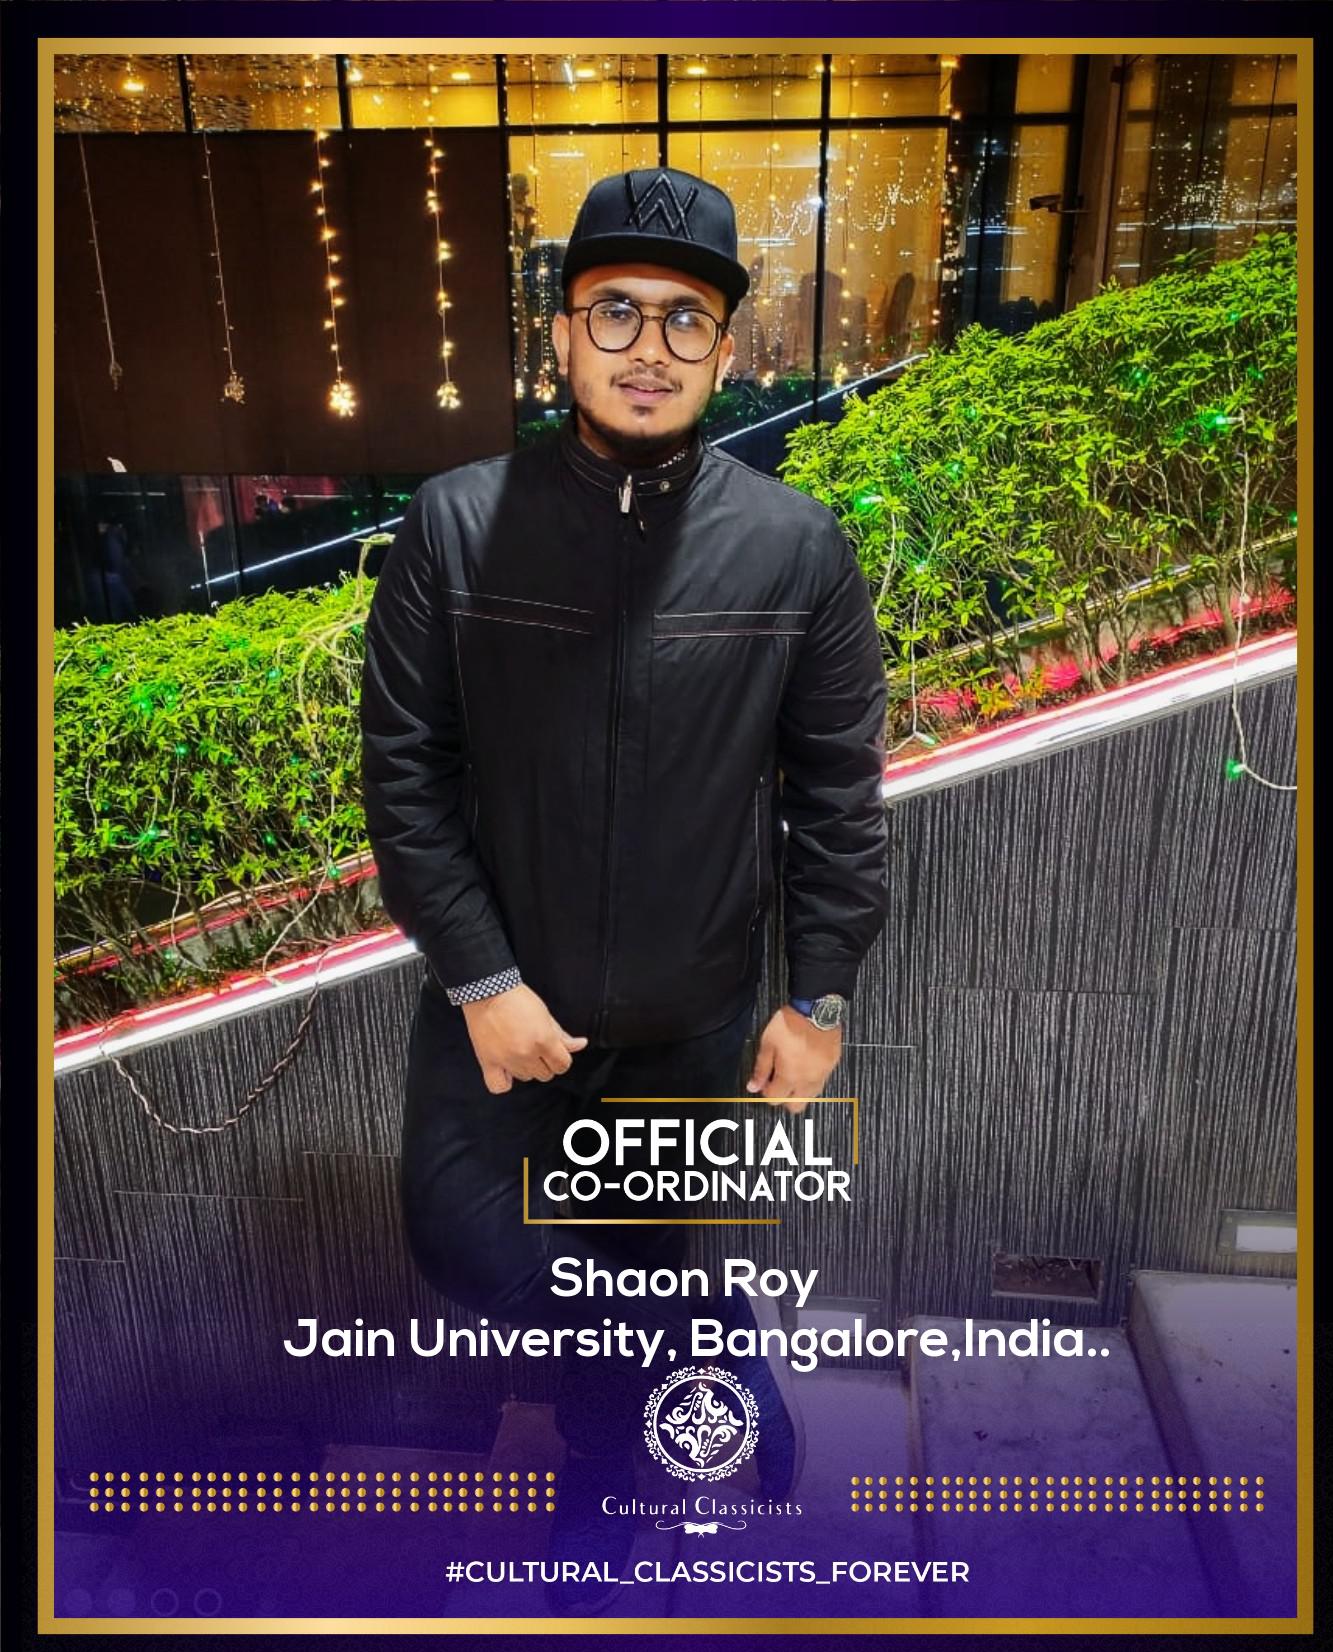 OFFICIAL
CO-ORDINATOR
Shaon Roy
Jain University, Bangalore,India..
Cultural Classicists
#CULTURAL_CLASSICISTS_FOREVER